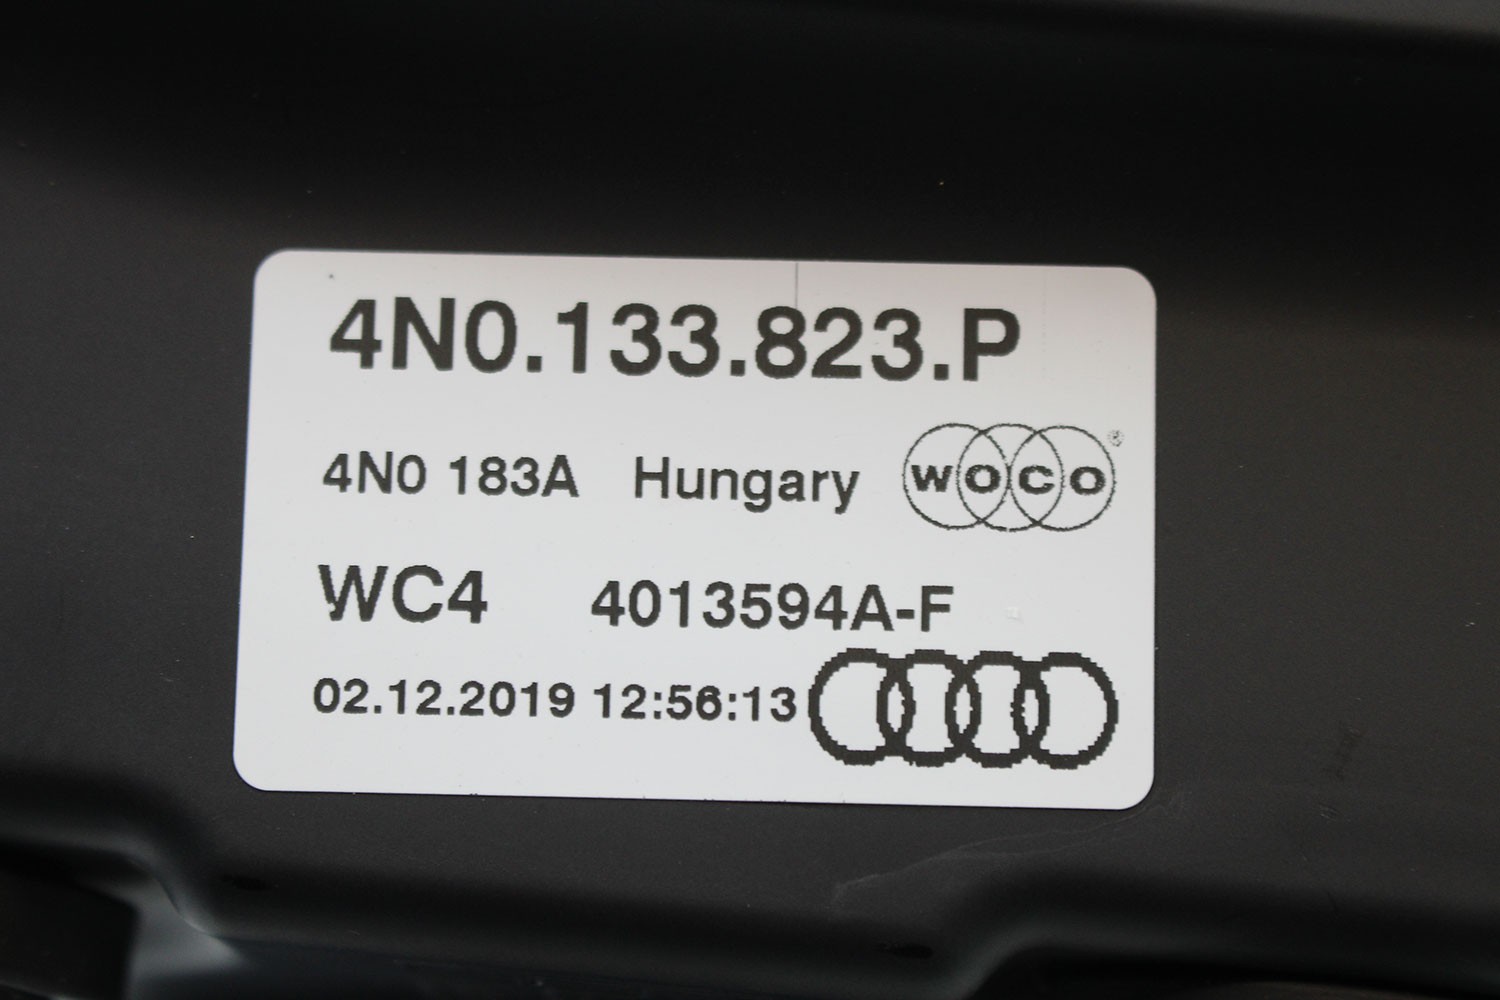 4N0.133.823.P
4N0 183A Hungary WOCO ®
WC4 4013594A-F
02.12.2019 12:56:13